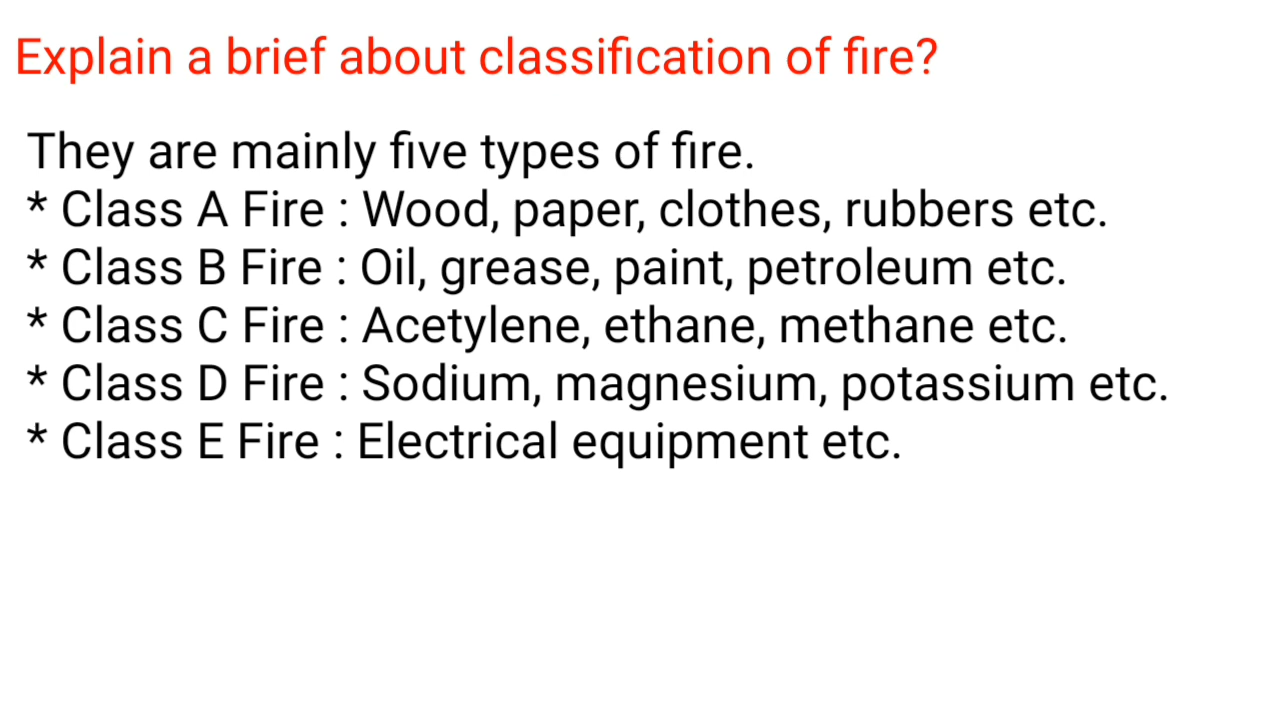 Explain a brief about classification of fire?
They are mainly five types of fire.
* Class A Fire : Wood, paper, clothes, rubbers etc.
* Class B Fire : Oil, grease, paint, petroleum etc.
* Class C Fire : Acetylene, ethane, methane etc.
* Class D Fire : Sodium, magnesium, potassium etc.
* Class E Fire : Electrical equipment etc.